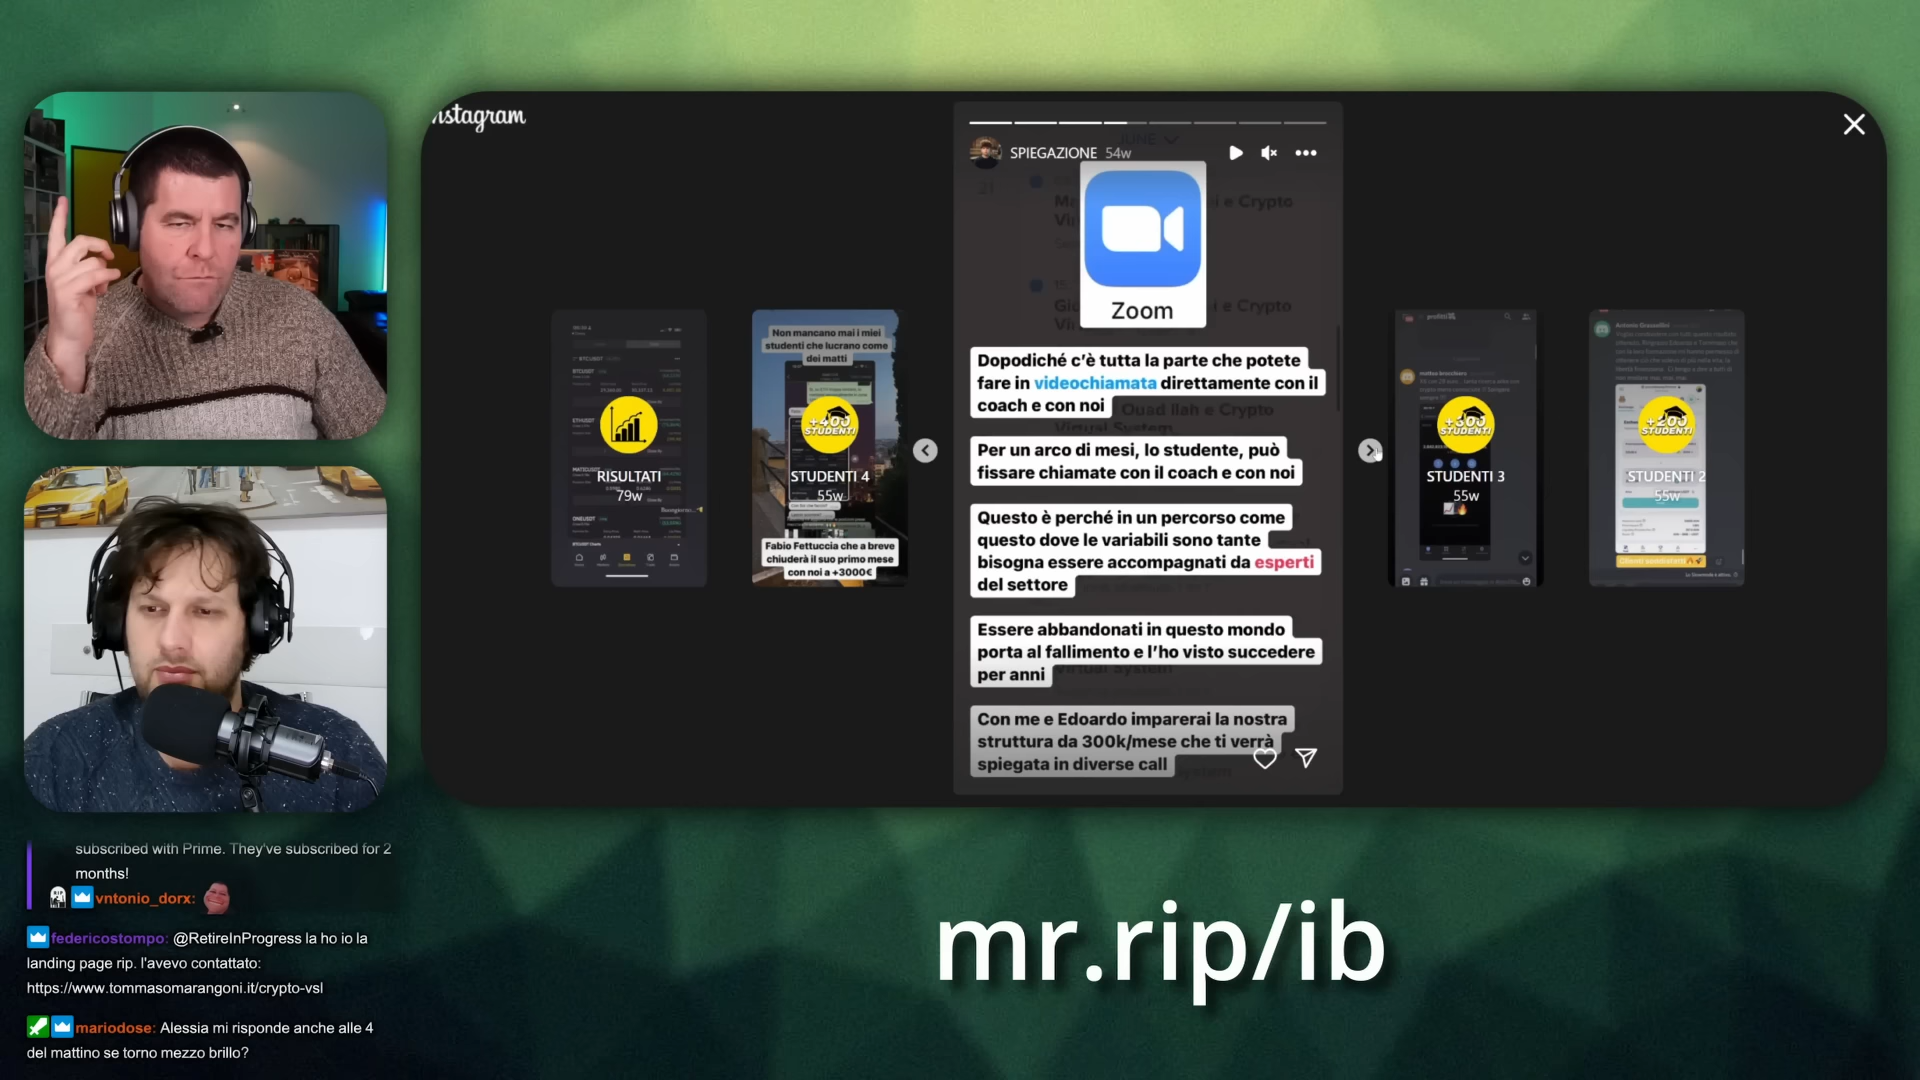 Instagram
SPIEGAZIONE 54w
Zoom
Dopodiché c'è tutta la parte che potete
fare in videochiamata direttamente con il
coach e con noi
Per un arco di mesi, lo studente, può
fissare chiamate con il coach e con noi
Questo è perché in un percorso come
questo dove le variabili sono tante
bisogna essere accompagnati da esperti
del settore
Essere abbandonati in questo mondo
porta al fallimento e l'ho visto succedere
per anni
Con me e Edoardo imparerai la nostra
struttura da 300k/mese che ti verrà
spiegata in diverse call
RISULTATI
79w
Non mancano mai i miei
studenti che lucrano come
dei matti
+400
STUDENTI
STUDENTI 4
55w
Fabio Fettuccia che a breve
chiuderà il suo primo mese
con noi a +3000€
+300
STUDENTI
STUDENTI 3
55w
+200
STUDENTI
STUDENTI 2
55w
subscribed with Prime. They've subscribed for 2
months!
vntonio_dorx:
federicostompo: @RetireInProgress la ho io la
landing page rip. l'avevo contattato:
https://www.tommasomarangoni.it/crypto-vsl
mariodose: Alessia mi risponde anche alle 4
del mattino se torno mezzo brillo?
mr.rip/ib